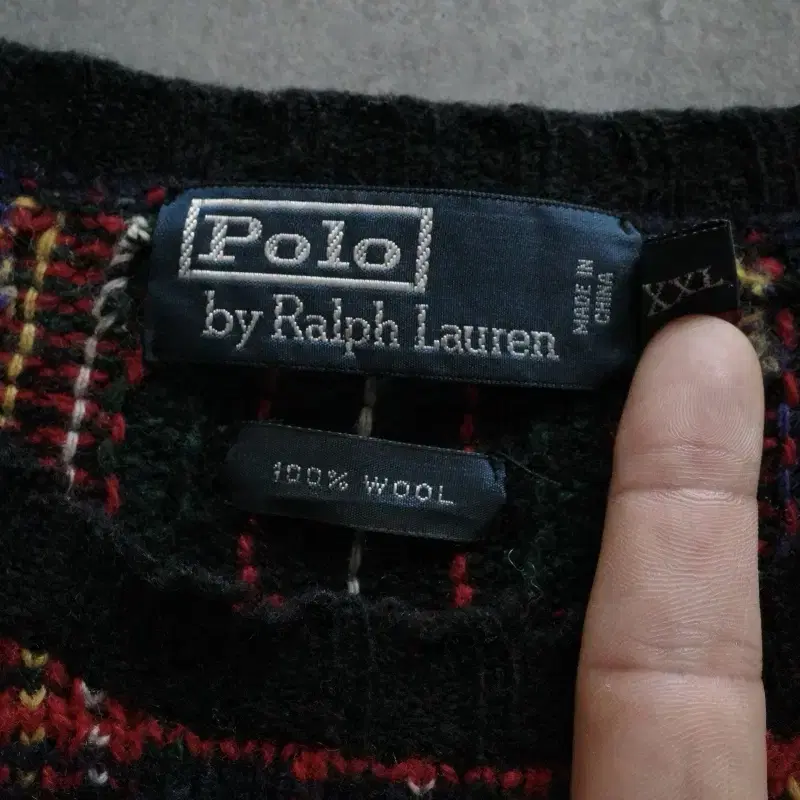 Polo
by Ralph Lauren
MADE IN
CHINA
XXL
100% WOOL